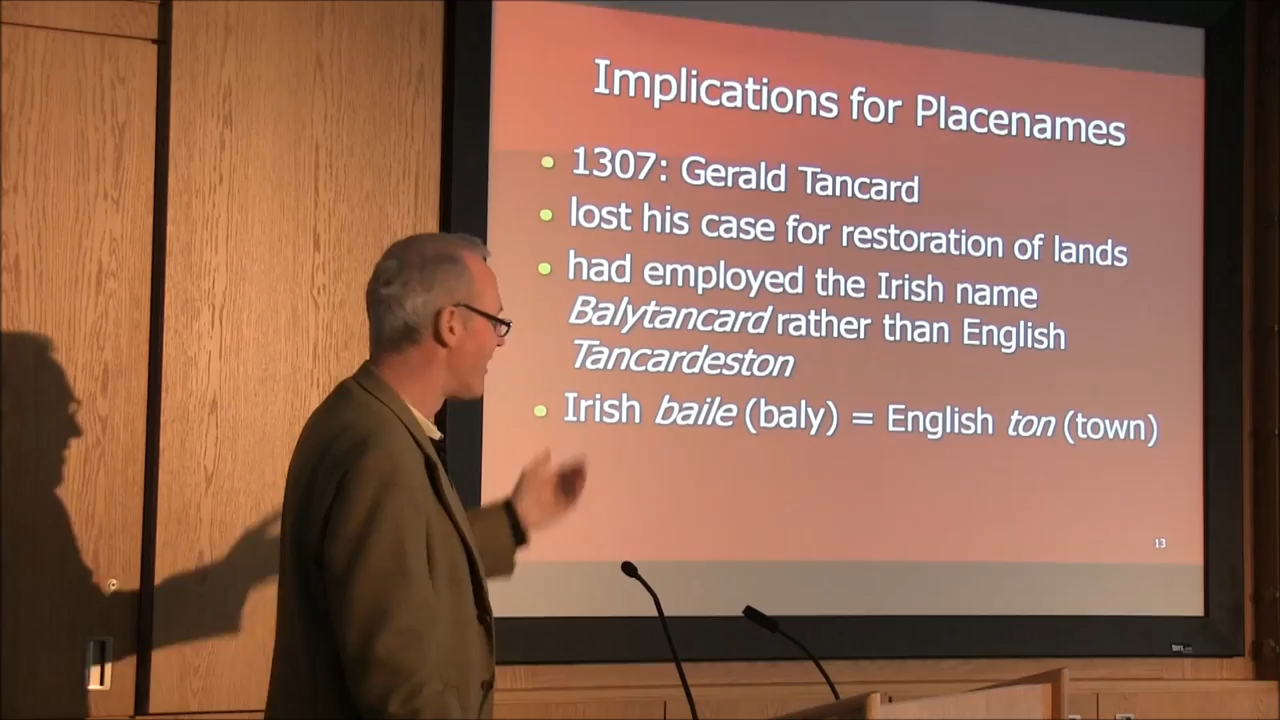 Implications for Placenames
1307: Gerald Tancard
lost his case for restoration of lands
had employed the Irish name
Balytancard rather than English
Tancardeston
Irish baile (baly) = English ton (town)
13